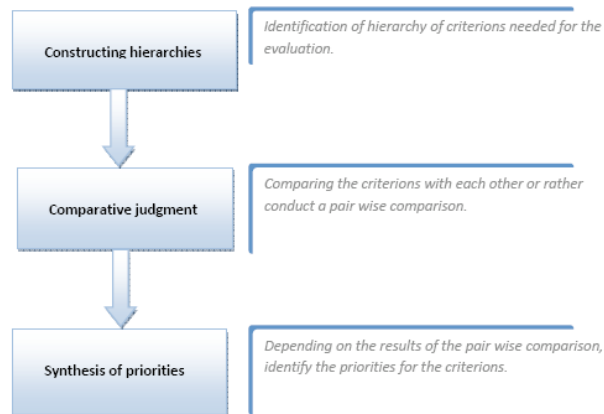 Constructing hierarchies
Identification of hierarchy of criterions needed for the
evaluation.
Comparative judgment
Comparing the criterions with each other or rather
conduct a pair wise comparison.
Synthesis of priorities
Depending on the results of the pair wise comparison,
identify the priorities for the criterions.